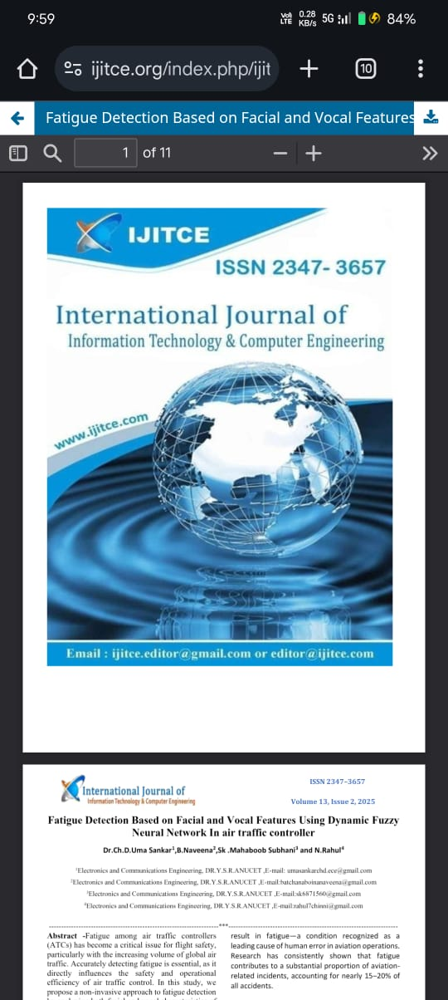 9:59
Vo) LTE 0.28 KB/s 5G 84%
ijitce.org/index.php/ijit
10
Fatigue Detection Based on Facial and Vocal Features
1 of 11
IJITCE
ISSN 2347- 3657
International Journal of
Information Technology & Computer Engineering
www.ijitce.com
Email : ijitce.editor@gmail.com or editor@ijitce.com
International Journal of
Information Technology & Computer Engineering
ISSN 2347-3657
Volume 13, Issue 2, 2025
Fatigue Detection Based on Facial and Vocal Features Using Dynamic Fuzzy
Neural Network In air traffic controller
Dr.Ch.D.Uma Sankar¹,B.Naveena²,Sk .Mahaboob Subhani³ and N.Rahul⁴
¹Electronics and Communications Engineering, DR.Y.S.R.ANUCET ,E-mail: umasankarchd.ece@gmail.com
²Electronics and Communications Engineering, DR.Y.S.R.ANUCET ,E-mail:batchanaboinanaveena@gmail.com
³Electronics and Communications Engineering, DR.Y.S.R.ANUCET ,E-mail:sk6871560@gmail.com
⁴Electronics and Communications Engineering, DR.Y.S.R.ANUCET ,E-mail:rahul7chinni@gmail.com
***
Abstract -Fatigue among air traffic controllers
(ATCs) has become a critical issue for flight safety,
particularly with the increasing volume of global air
traffic. Accurately detecting fatigue is essential, as it
directly influences the safety and operational
efficiency of air traffic control. In this study, we
propose a non-invasive approach to fatigue detection
result in fatigue—a condition recognized as a
leading cause of human error in aviation operations.
Research has consistently shown that fatigue
contributes to a substantial proportion of aviation-
related incidents, accounting for nearly 15–20% of
all accidents.